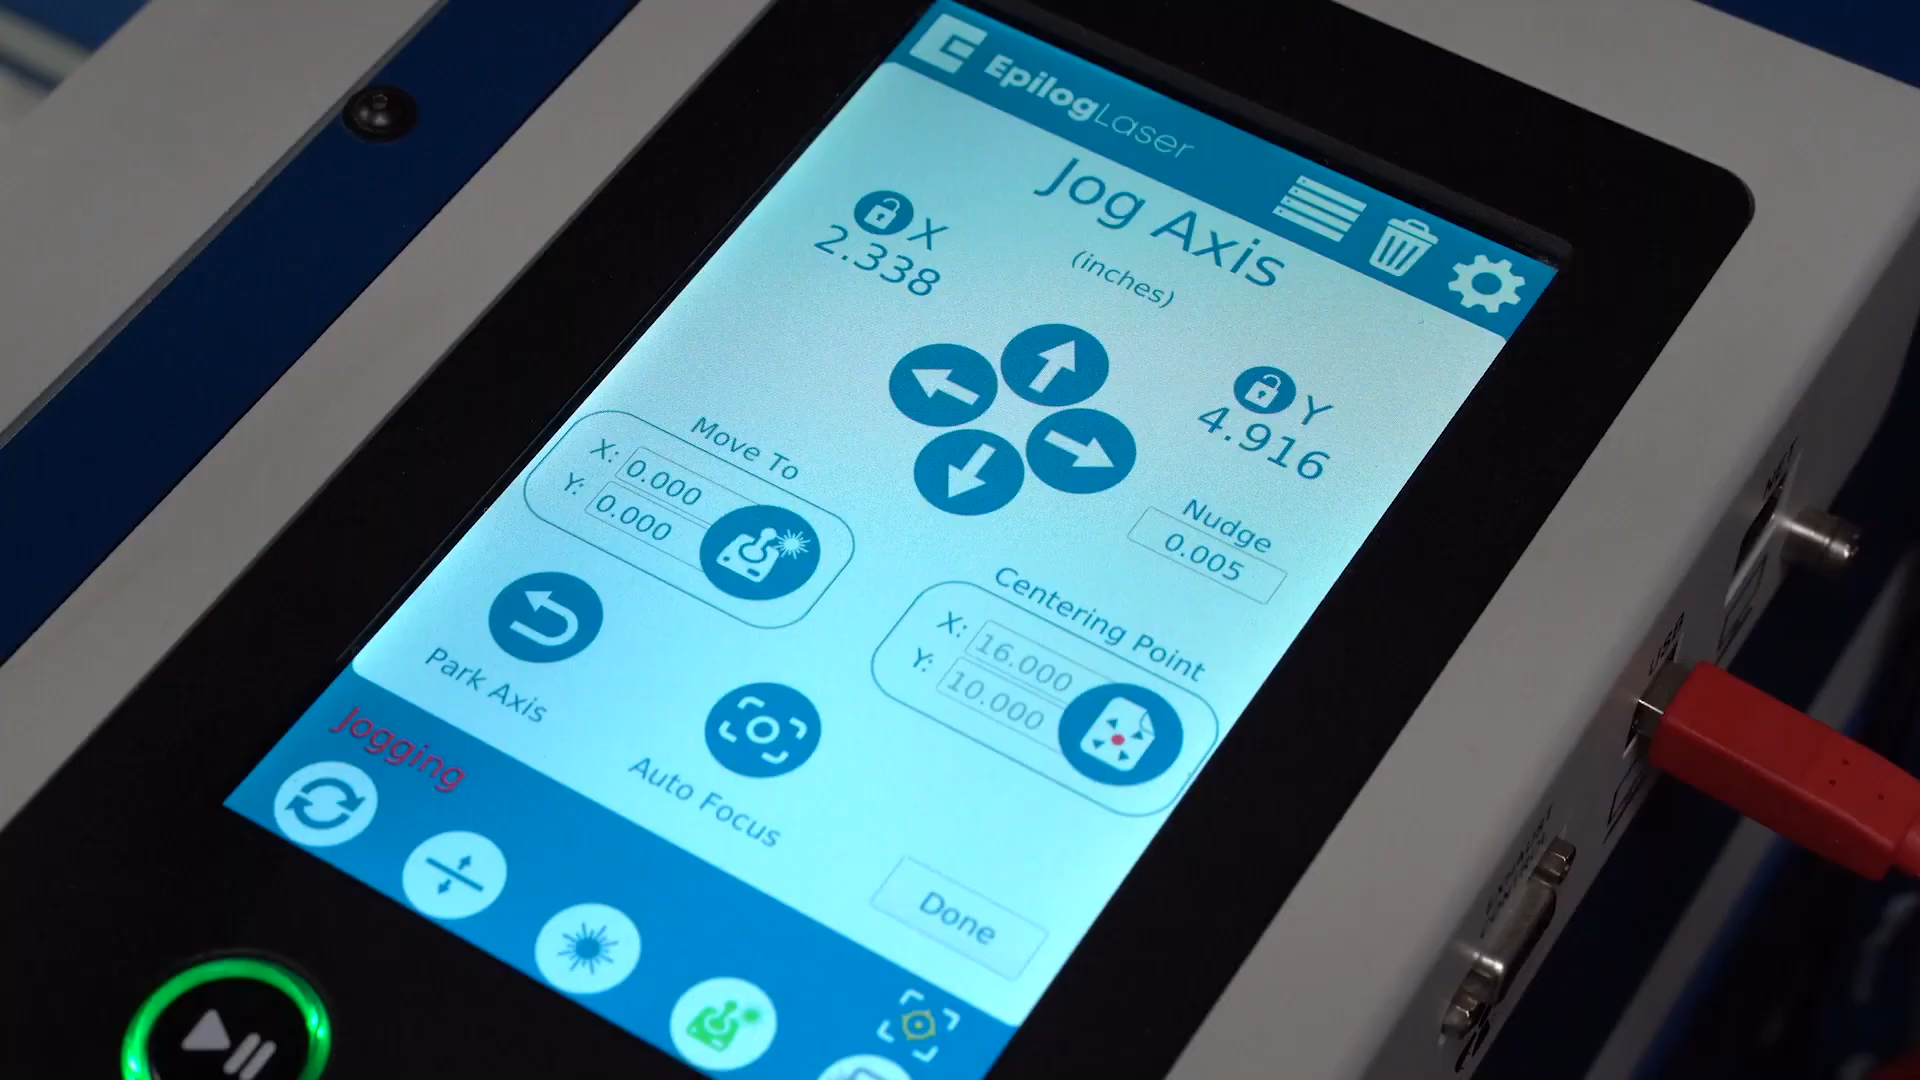 EpilogLaser
Jog Axis
(inches)
X
2.338
Y
4.916
Move To
X: 0.000
Y: 0.000
Nudge
0.005
Centering Point
X: 16.000
Y: 10.000
Park Axis
Auto Focus
Jogging
Done
USB